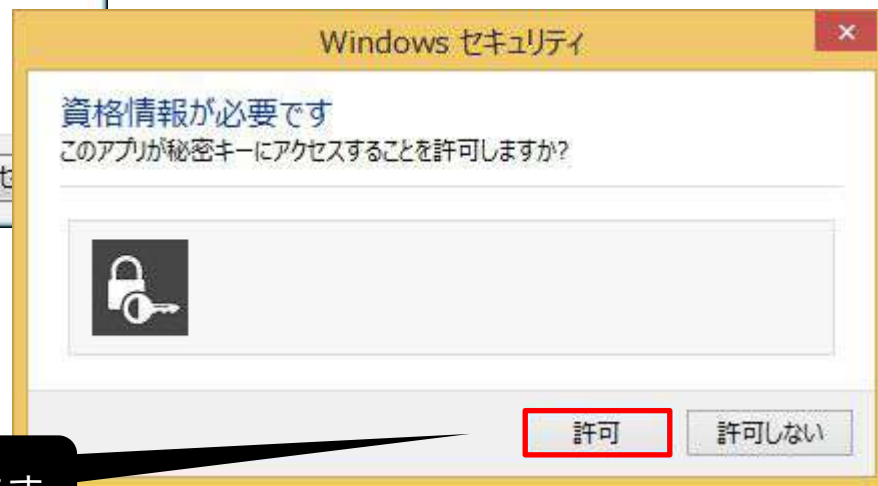 Windows セキュリティ
資格情報が必要です
このアプリが秘密キーにアクセスすることを許可しますか?
許可
許可しない